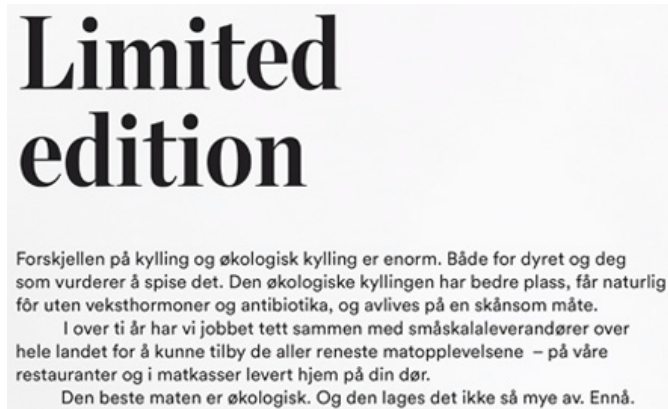 Limited
edition
Forskjellen på kylling og økologisk kylling er enorm. Både for dyret og deg
som vurderer å spise det. Den økologiske kyllingen har bedre plass, får naturlig
fôr uten veksthormoner og antibiotika, og avlives på en skånsom måte.
I over ti år har vi jobbet tett sammen med småskalaleverandører over
hele landet for å kunne tilby de aller reneste matopplevelsene – på våre
restauranter og i matkasser levert hjem på din dør.
Den beste maten er økologisk. Og den lages det ikke så mye av. Ennå.